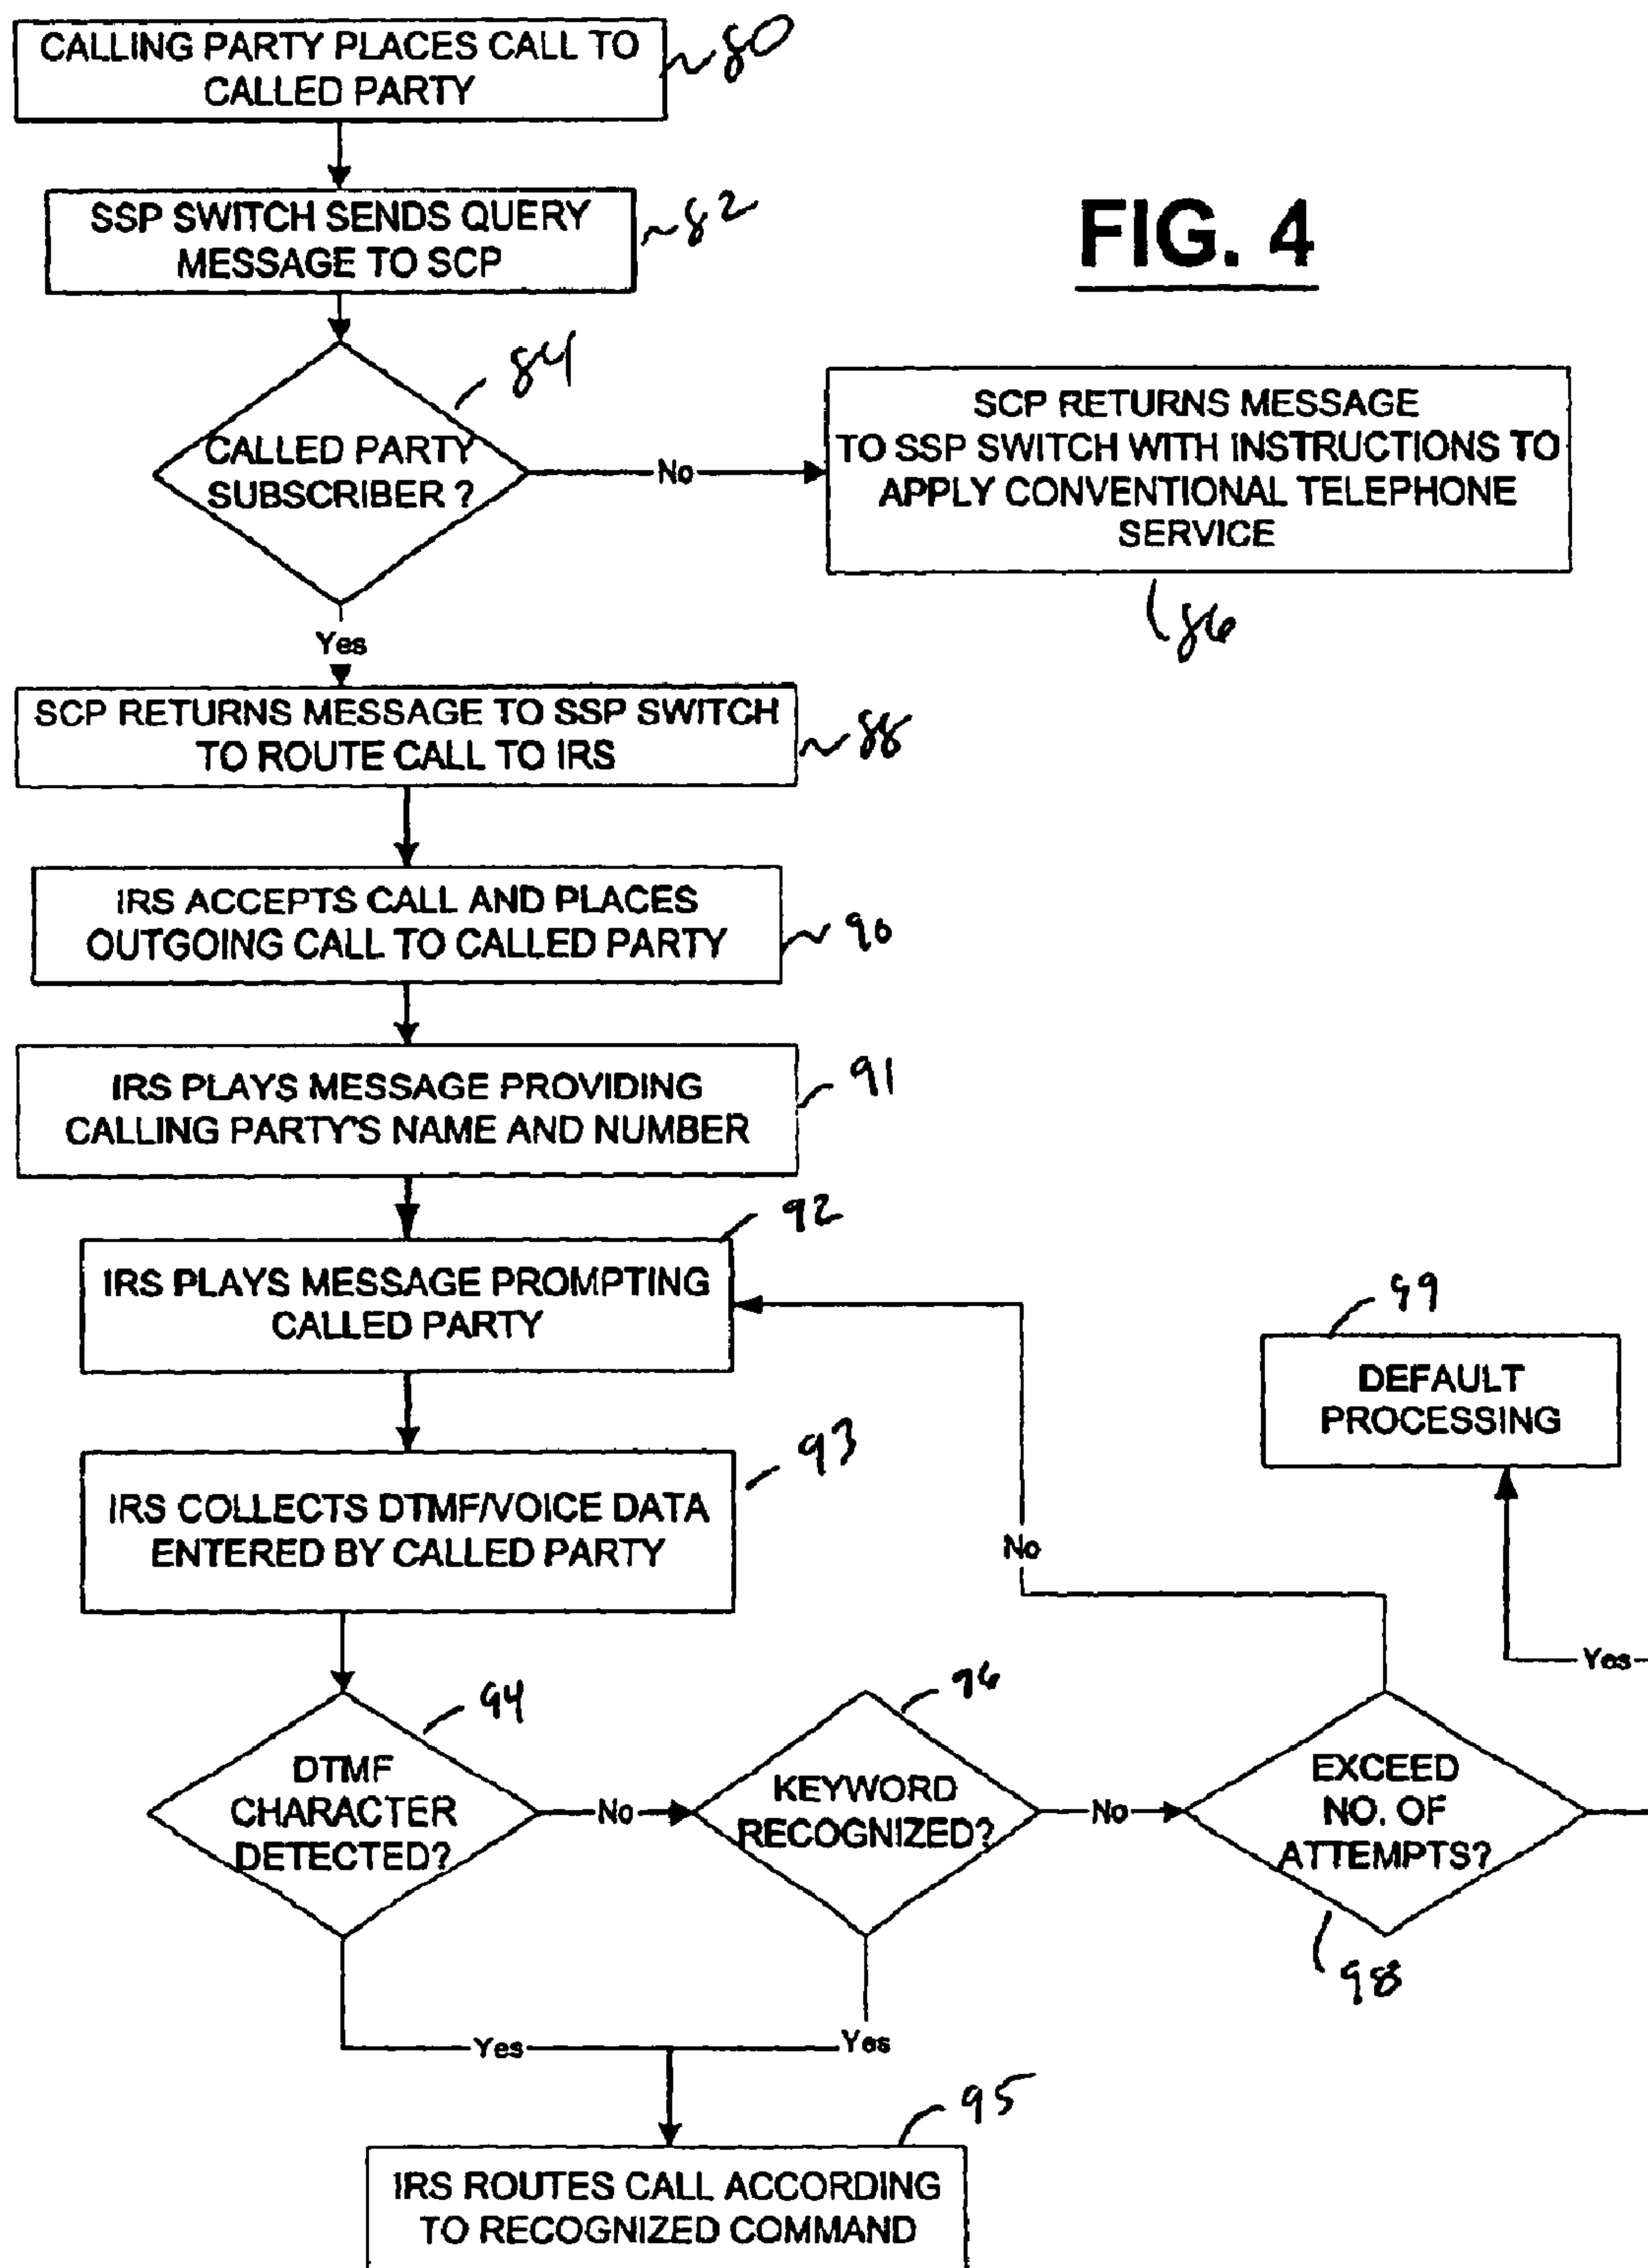 CALLING PARTY PLACES CALL TO
CALLED PARTY
80
SSP SWITCH SENDS QUERY
MESSAGE TO SCP
82
FIG. 4
84
CALLED PARTY
SUBSCRIBER ?
No
SCP RETURNS MESSAGE
TO SSP SWITCH WITH INSTRUCTIONS TO
APPLY CONVENTIONAL TELEPHONE
SERVICE
86
Yes
SCP RETURNS MESSAGE TO SSP SWITCH
TO ROUTE CALL TO IRS
88
IRS ACCEPTS CALL AND PLACES
OUTGOING CALL TO CALLED PARTY
90
IRS PLAYS MESSAGE PROVIDING
CALLING PARTY'S NAME AND NUMBER
91
92
IRS PLAYS MESSAGE PROMPTING
CALLED PARTY
99
DEFAULT
PROCESSING
93
IRS COLLECTS DTMF/VOICE DATA
ENTERED BY CALLED PARTY
No
Yes
94
DTMF
CHARACTER
DETECTED?
No
96
KEYWORD
RECOGNIZED?
No
EXCEED
NO. OF
ATTEMPTS?
98
Yes
Yes
95
IRS ROUTES CALL ACCORDING
TO RECOGNIZED COMMAND